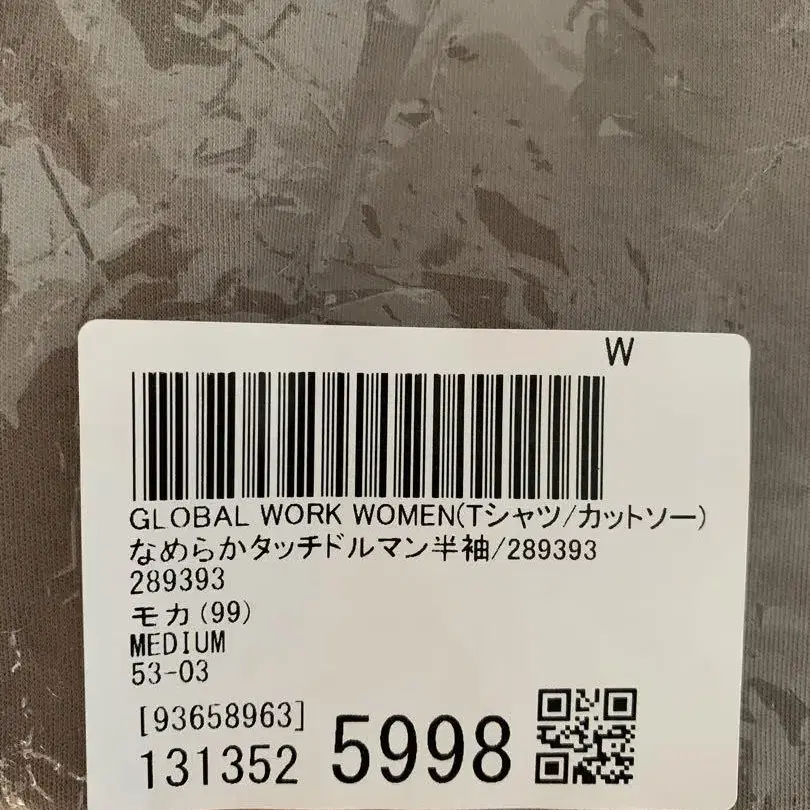 W
GLOBAL WORK WOMEN(Tシャツ/カットソー)
なめらかタッチドルマン半袖/289393
289393
モカ(99)
MEDIUM
53-03
[93658963]
131352 5998